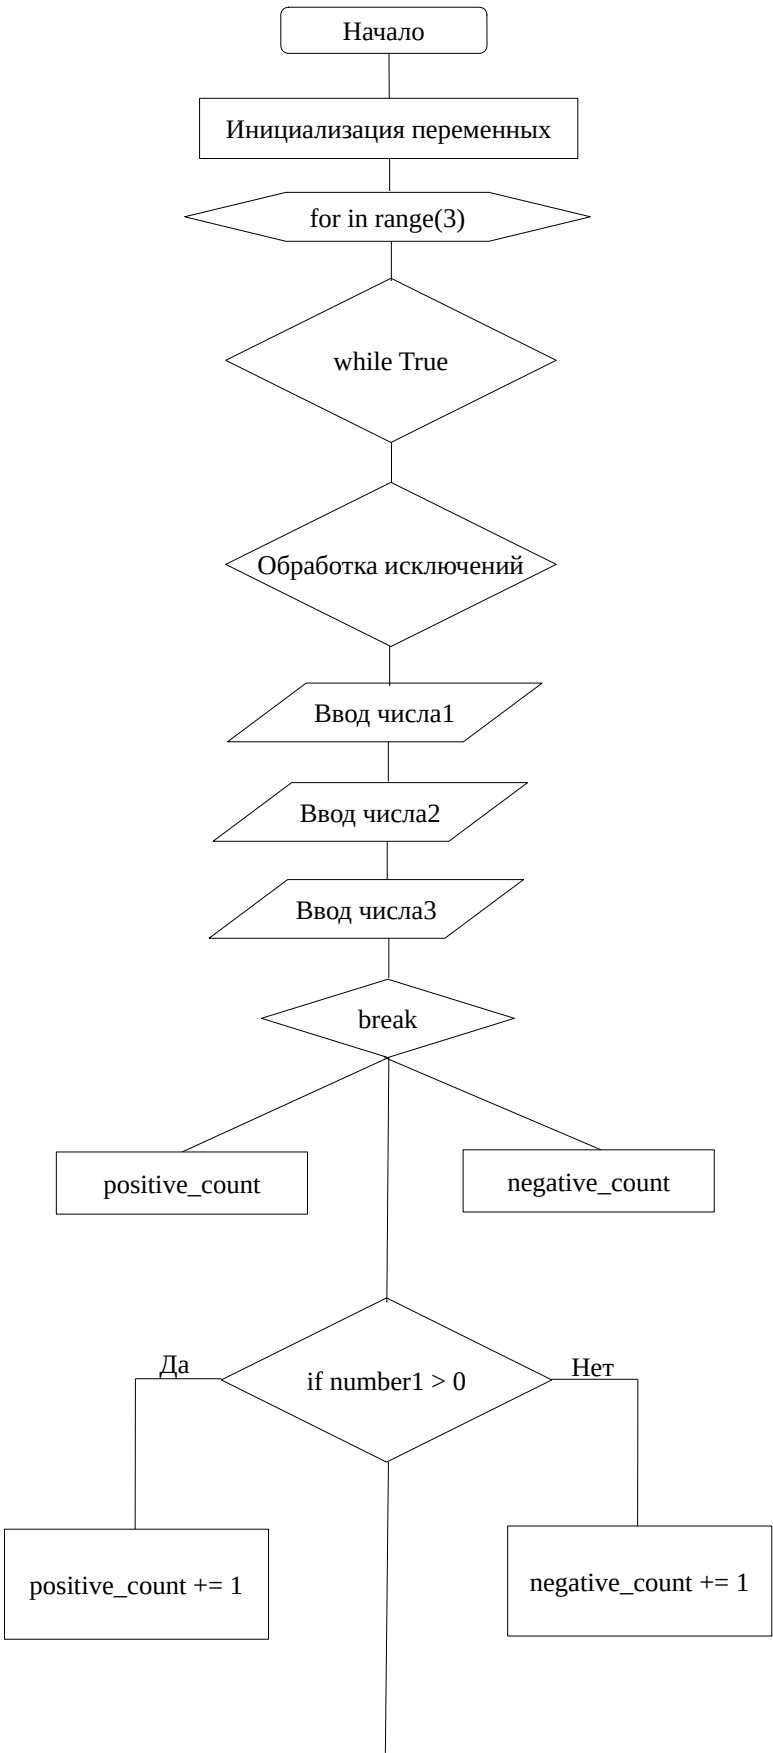 Начало
Инициализация переменных
for in range(3)
while True
Обработка исключений
Ввод числа1
Ввод числа2
Ввод числа3
break
positive_count
negative_count
Да
if number1 > 0
Нет
positive_count += 1
negative_count += 1